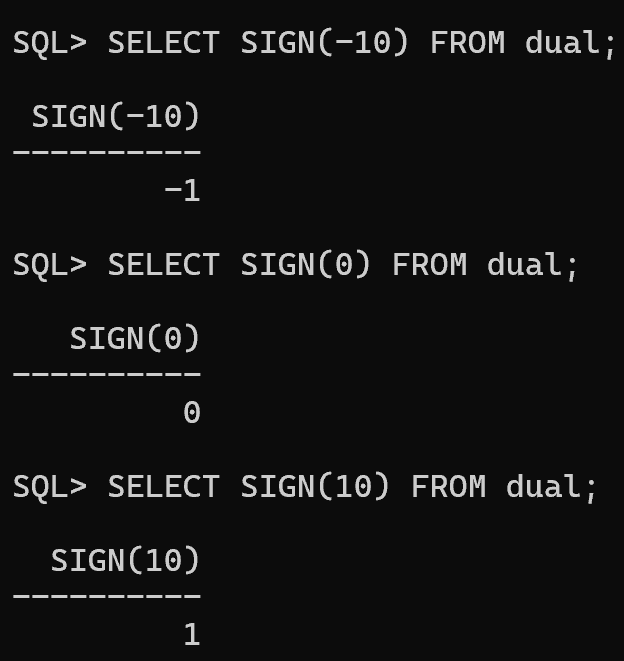 SQL> SELECT SIGN(-10) FROM dual;
 SIGN(-10)
----------
        -1
SQL> SELECT SIGN(0) FROM dual;
   SIGN(0)
----------
         0
SQL> SELECT SIGN(10) FROM dual;
  SIGN(10)
----------
         1